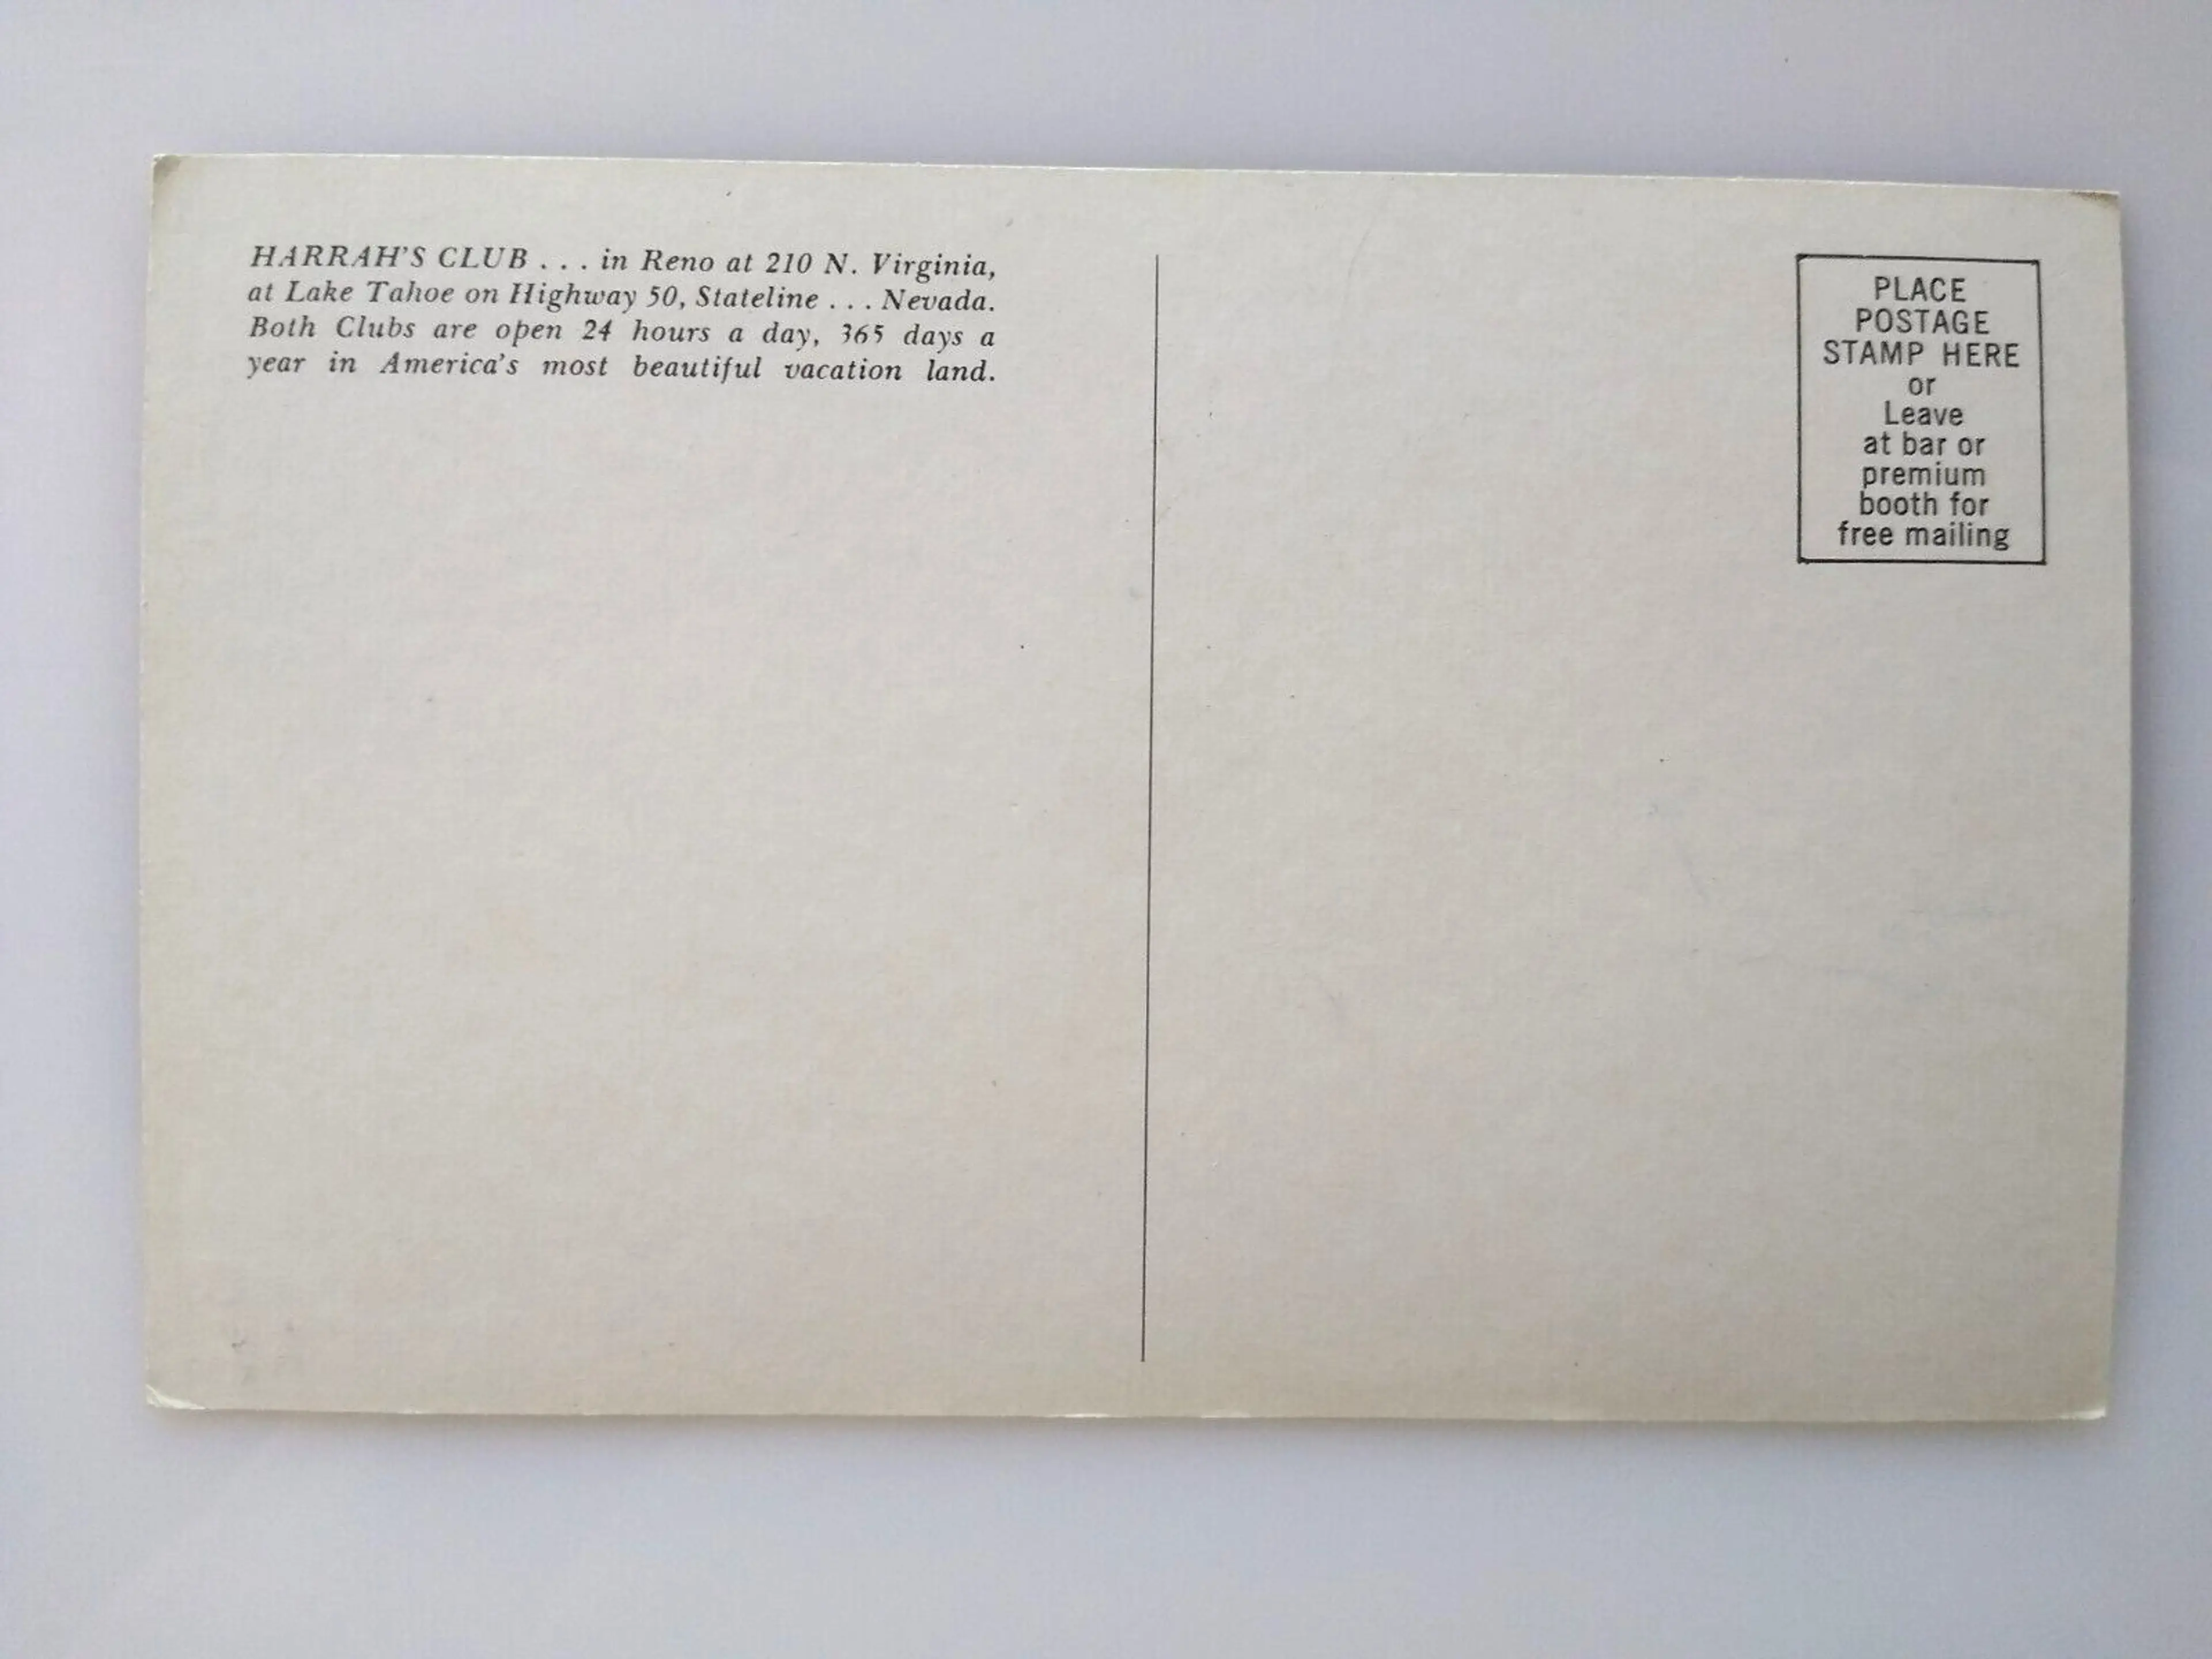 HARRAH'S CLUB . . . in Reno at 210 N. Virginia,
at Lake Tahoe on Highway 50, Stateline . . . Nevada.
Both Clubs are open 24 hours a day, 365 days a
year in America's most beautiful vacation land.
PLACE
POSTAGE
STAMP HERE
or
Leave
at bar or
premium
booth for
free mailing